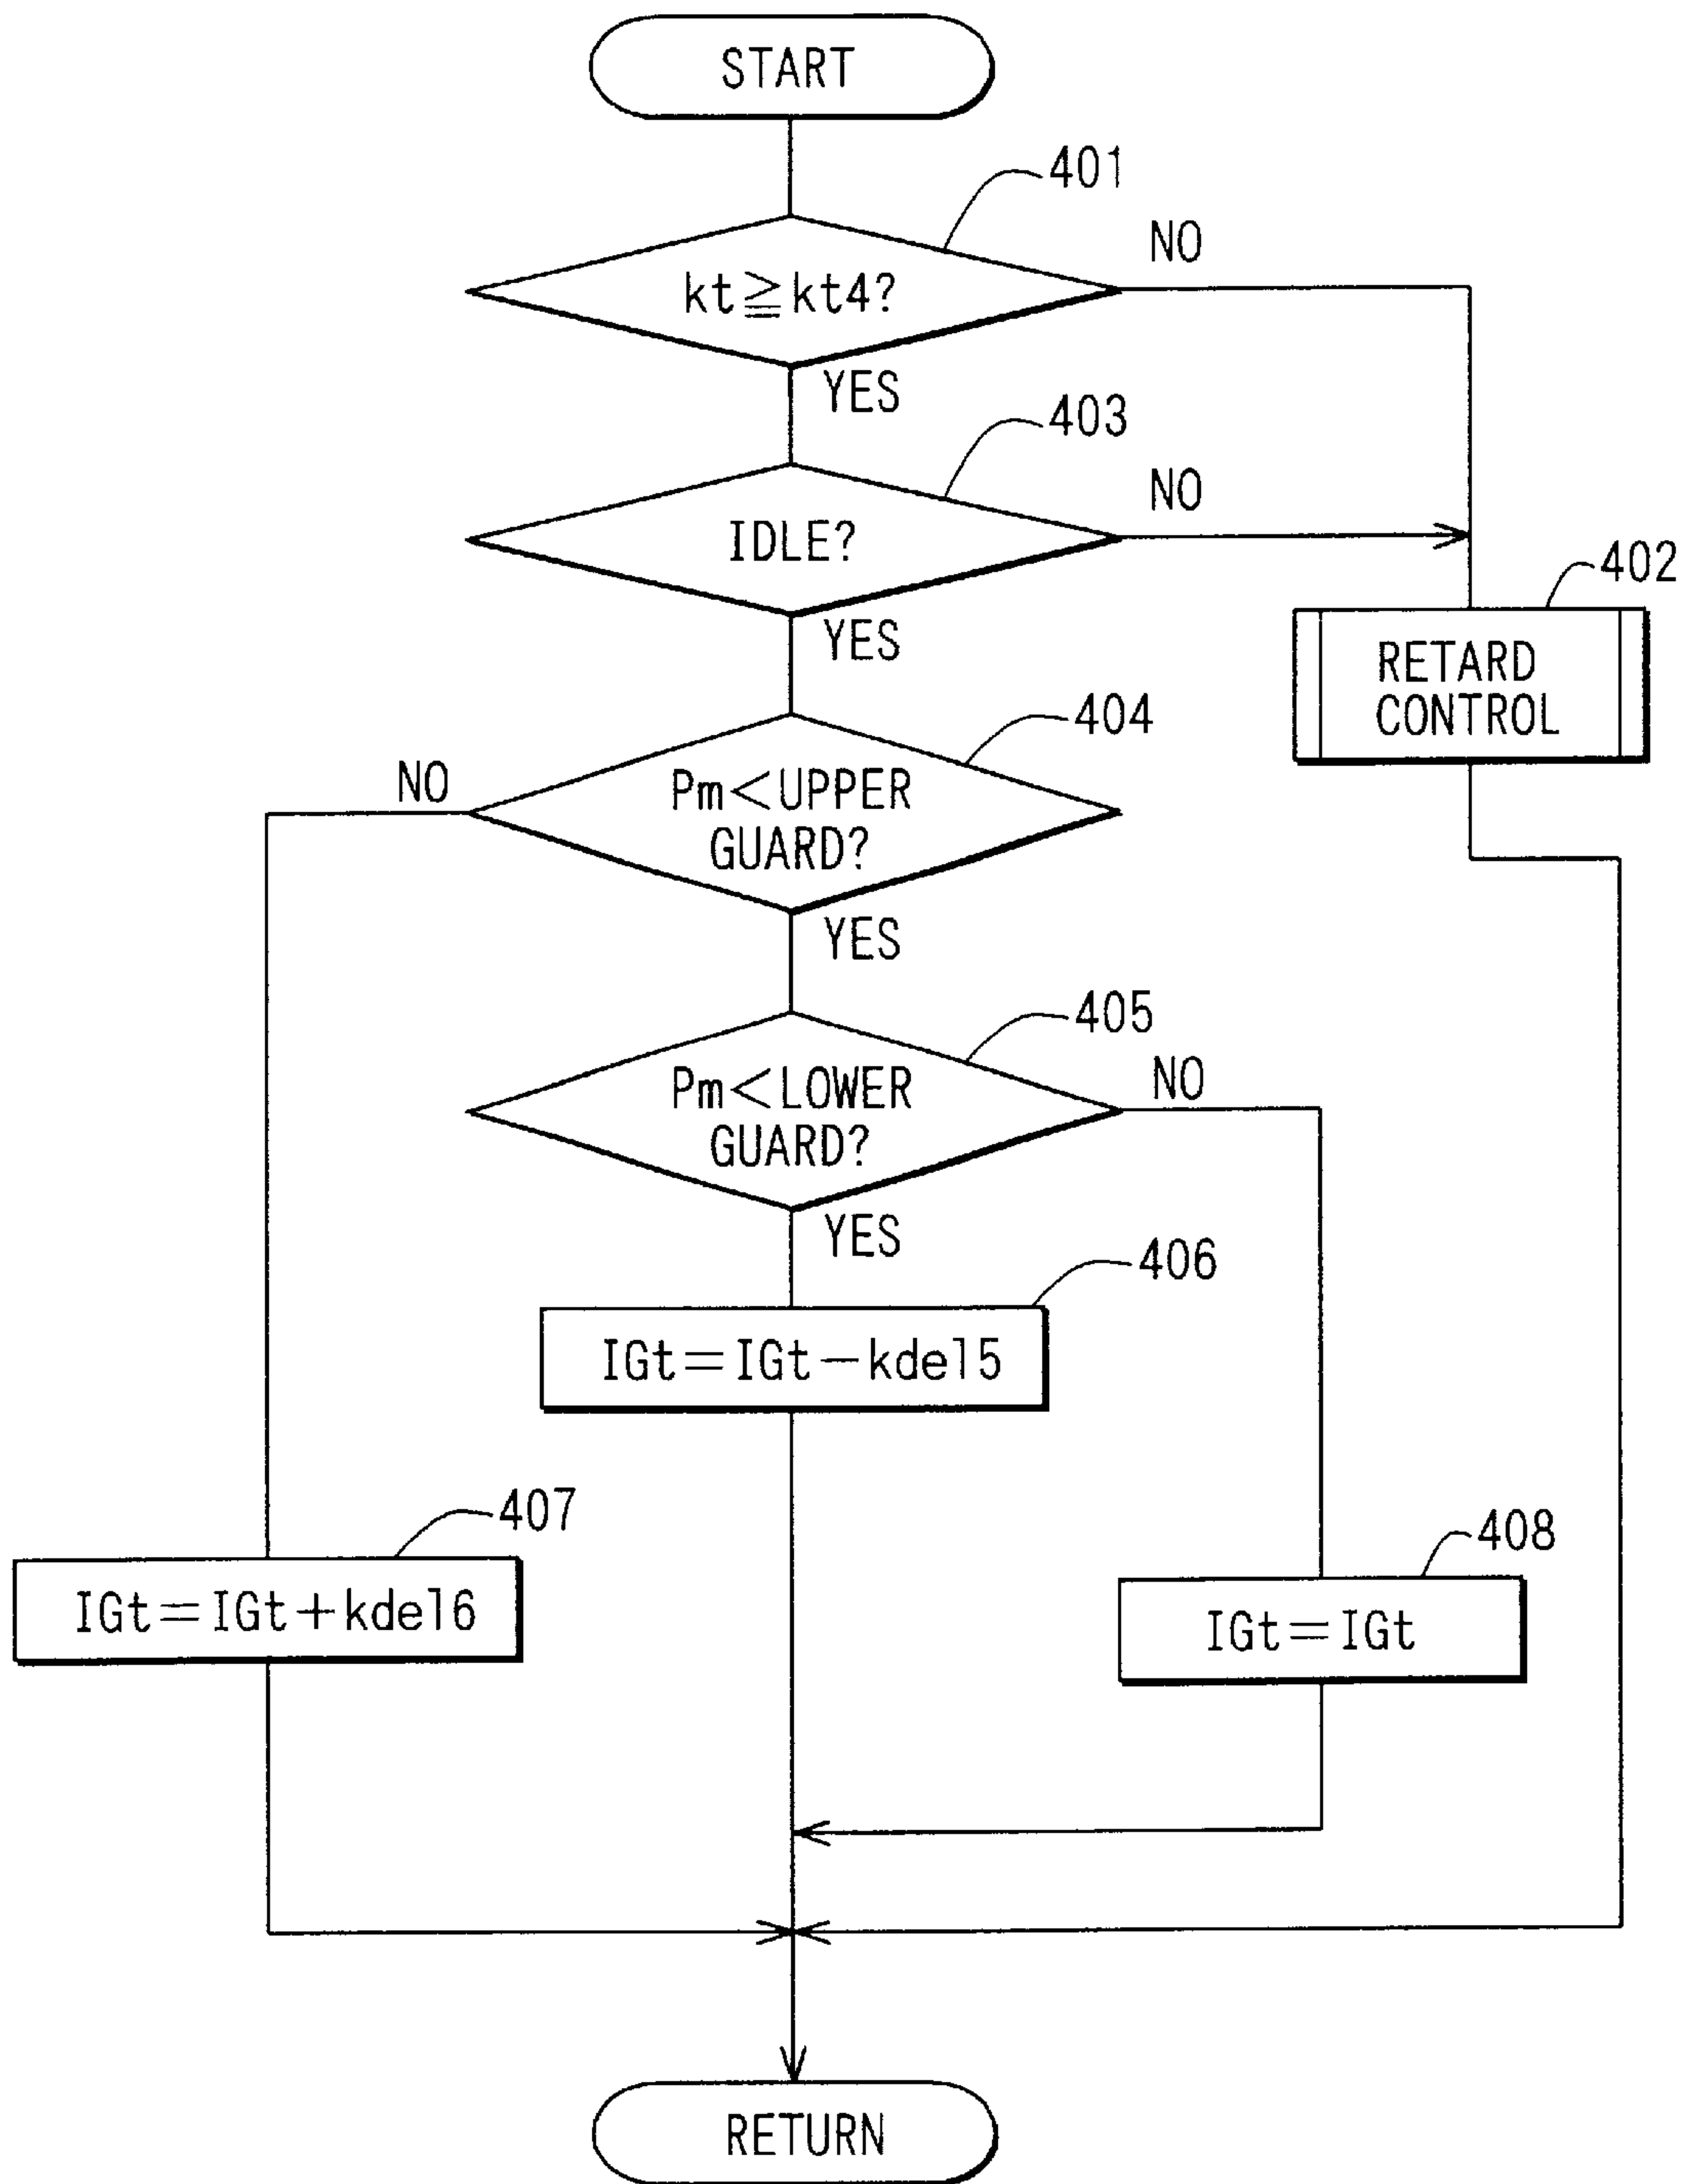 START
401
NO
kt≧kt4?
YES
403
NO
IDLE?
YES
402
RETARD
CONTROL
404
NO
Pm<UPPER
GUARD?
YES
405
NO
Pm<LOWER
GUARD?
YES
406
IGt=IGt-kdel5
407
IGt=IGt+kdel6
408
IGt=IGt
RETURN